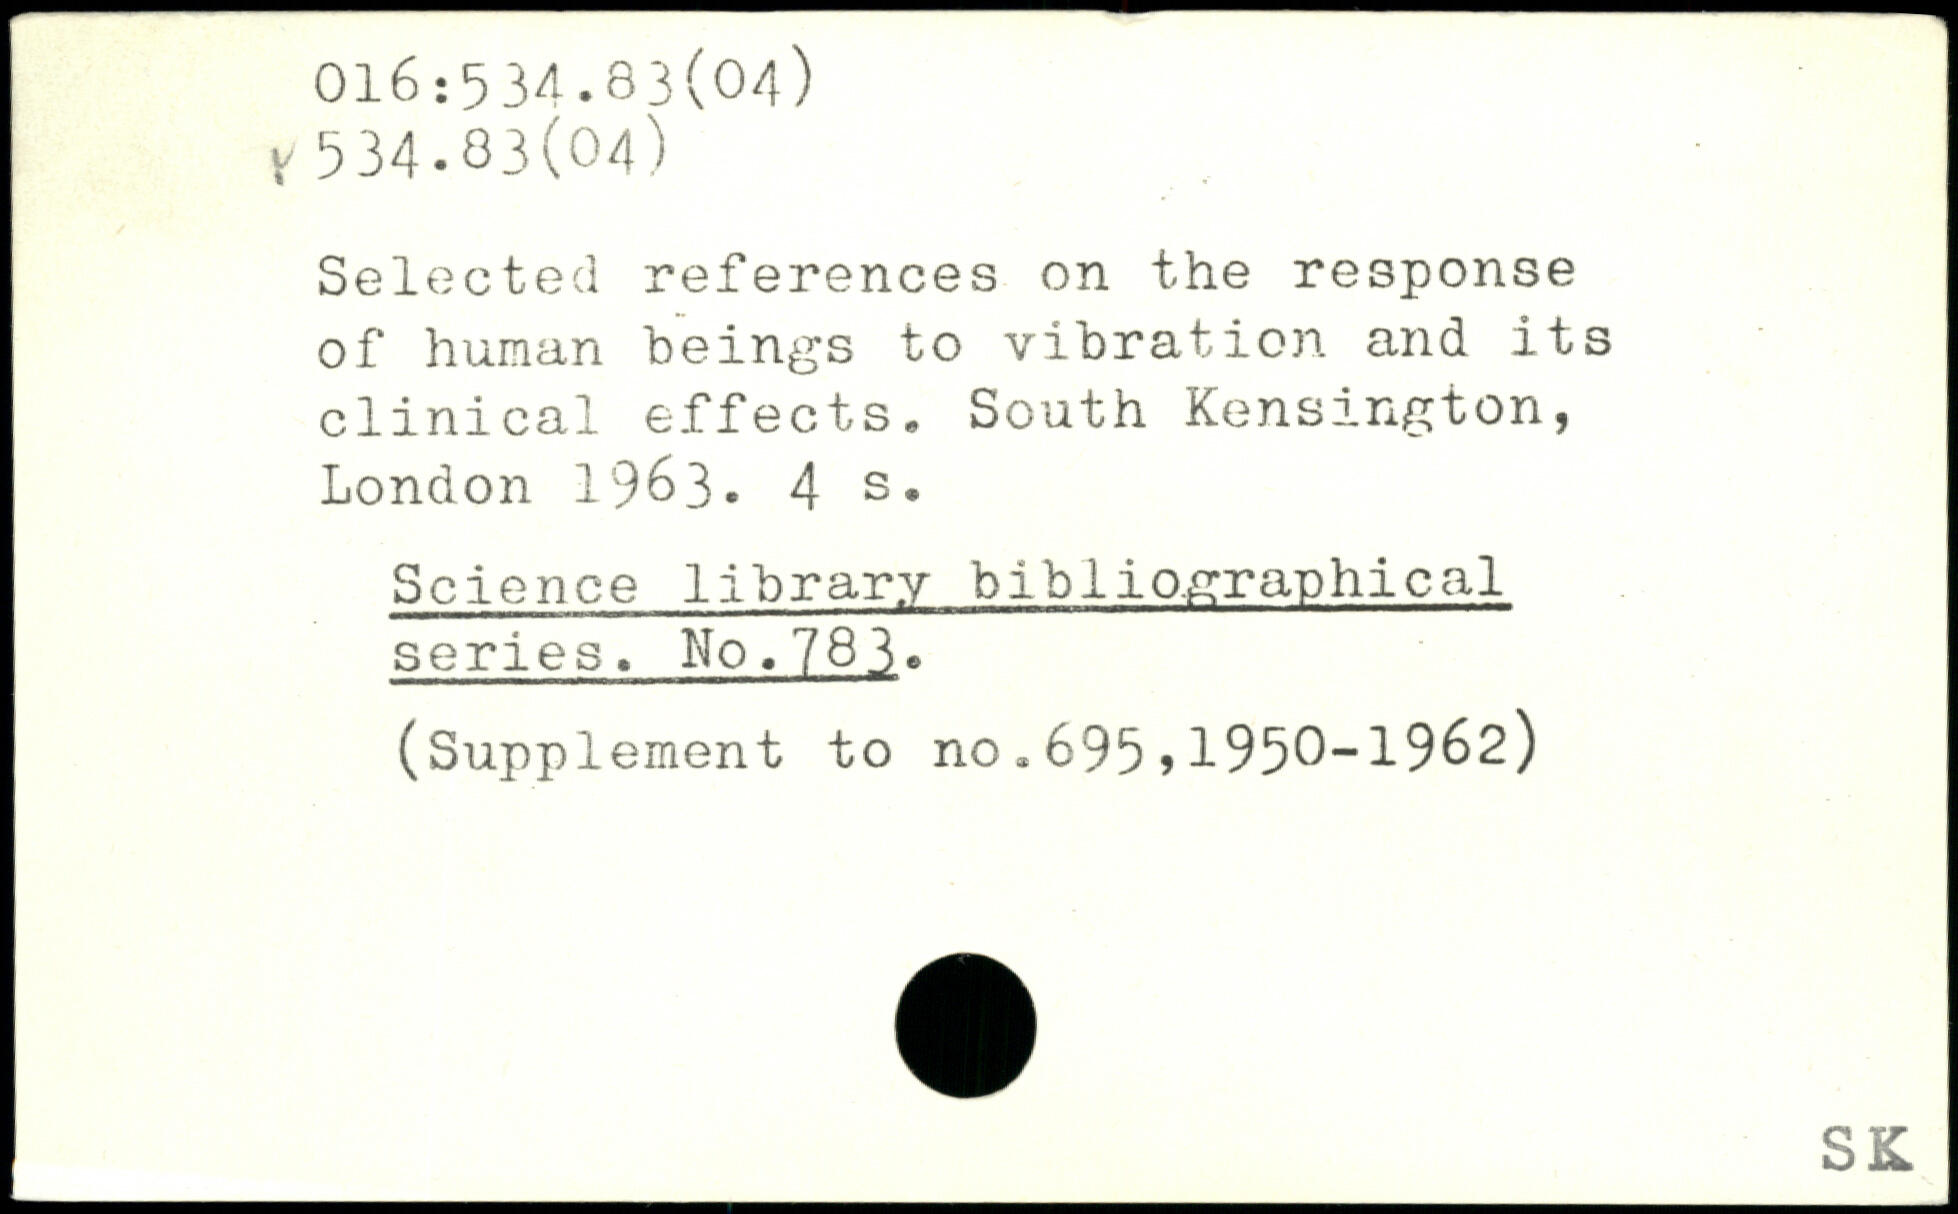 016:534.83(04)
534.83(04)
Selected references on the response
of human beings to vibration and its
clinical effects. South Kensington,
London 1963. 4 s.
Science library bibliographical
series. No.783.
(Supplement to no.695,1950-1962)
SK